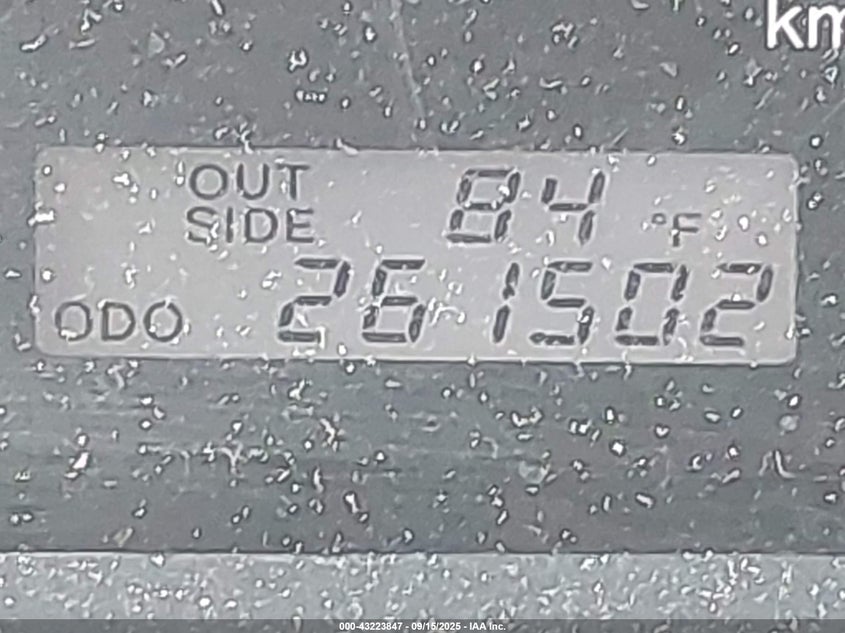 km
OUT SIDE 84 °F
ODO 261502
000-43223847 - 09/15/2025 - IAA Inc.